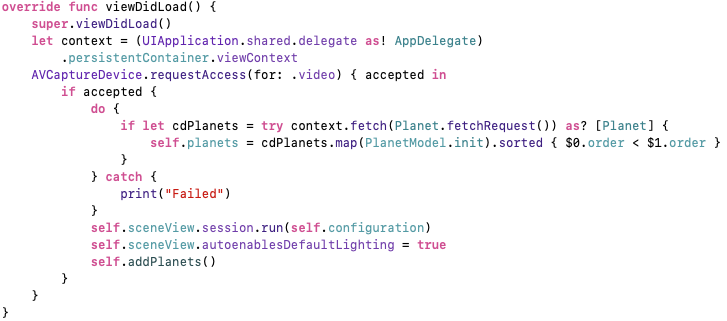 override func viewDidLoad() {
    super.viewDidLoad()
    let context = (UIApplication.shared.delegate as! AppDelegate)
        .persistentContainer.viewContext
    AVCaptureDevice.requestAccess(for: .video) { accepted in
        if accepted {
            do {
                if let cdPlanets = try context.fetch(Planet.fetchRequest()) as? [Planet] {
                    self.planets = cdPlanets.map(PlanetModel.init).sorted { $0.order < $1.order }
                }
            } catch {
                print("Failed")
            }
            self.sceneView.session.run(self.configuration)
            self.sceneView.autoenablesDefaultLighting = true
            self.addPlanets()
        }
    }
}